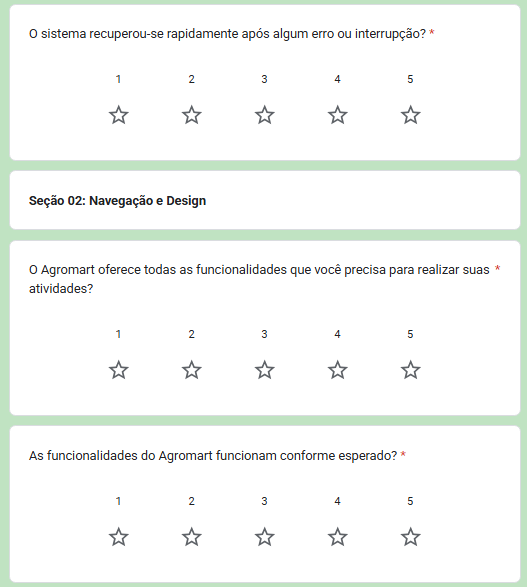 O sistema recuperou-se rapidamente após algum erro ou interrupção? *
1 2 3 4 5
Seção 02: Navegação e Design
O Agromart oferece todas as funcionalidades que você precisa para realizar suas *
atividades?
1 2 3 4 5
As funcionalidades do Agromart funcionam conforme esperado? *
1 2 3 4 5